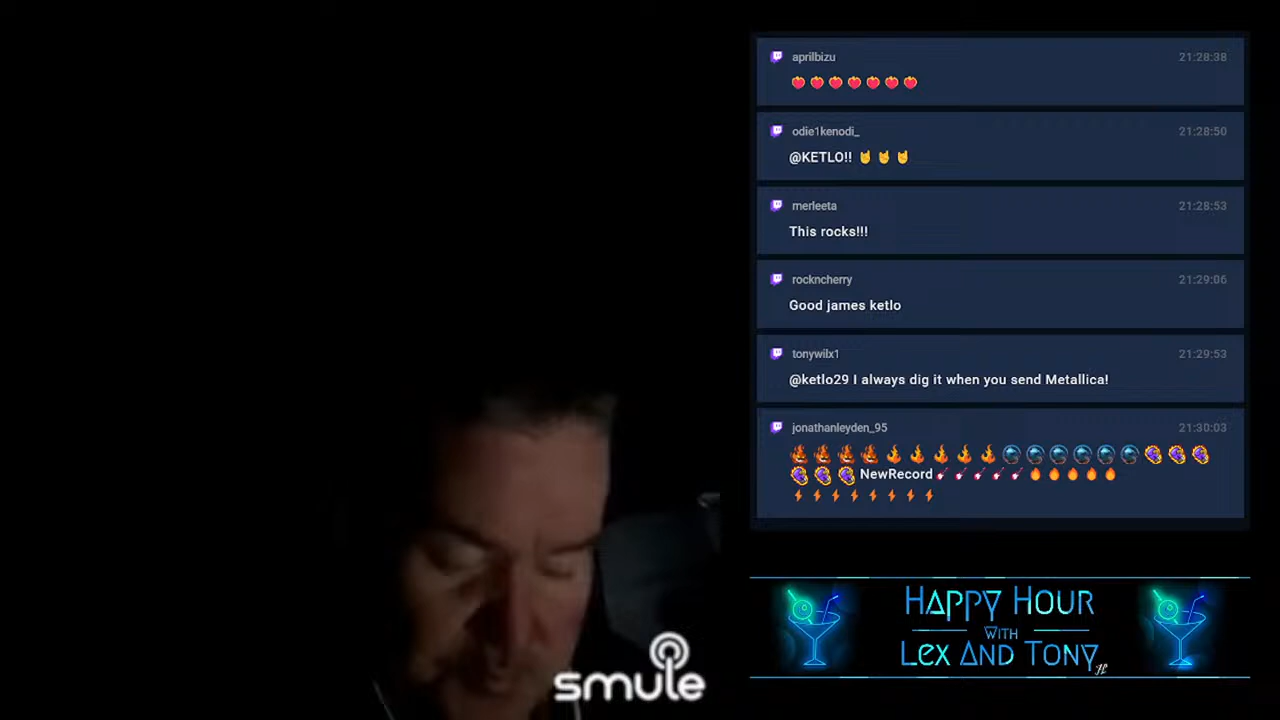 aprilbizu 21:28:38
odie1kenodi_ 21:28:50
@KETLO!!
merleeta 21:28:53
This rocks!!!
rockncherry 21:29:06
Good james ketlo
tonywilx1 21:29:53
@ketlo29 I always dig it when you send Metallica!
jonathanleyden_95 21:30:03
NewRecord
smule
HAPPY HOUR
WITH
LEX AND TONY